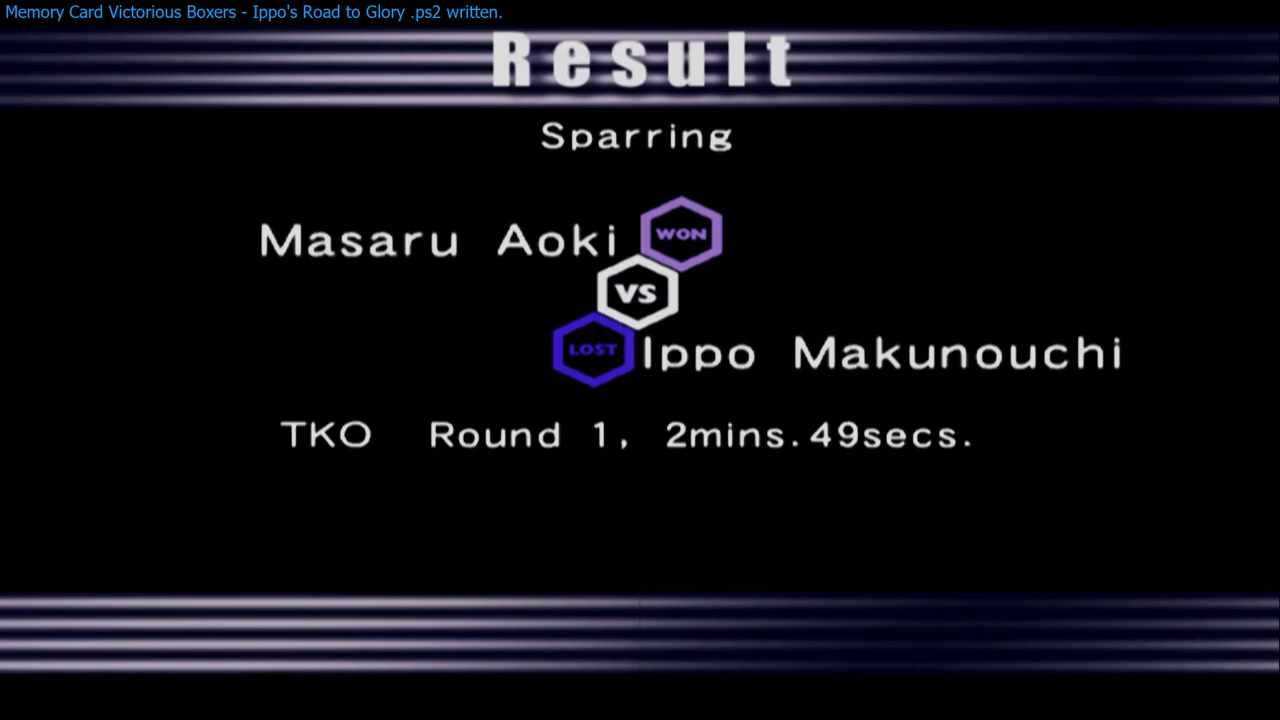 Memory Card Victorious Boxers - Ippo's Road to Glory .ps2 written.
Result
Sparring
Masaru Aoki WON
VS
LOST Ippo Makunouchi
TKO Round 1, 2mins.49secs.